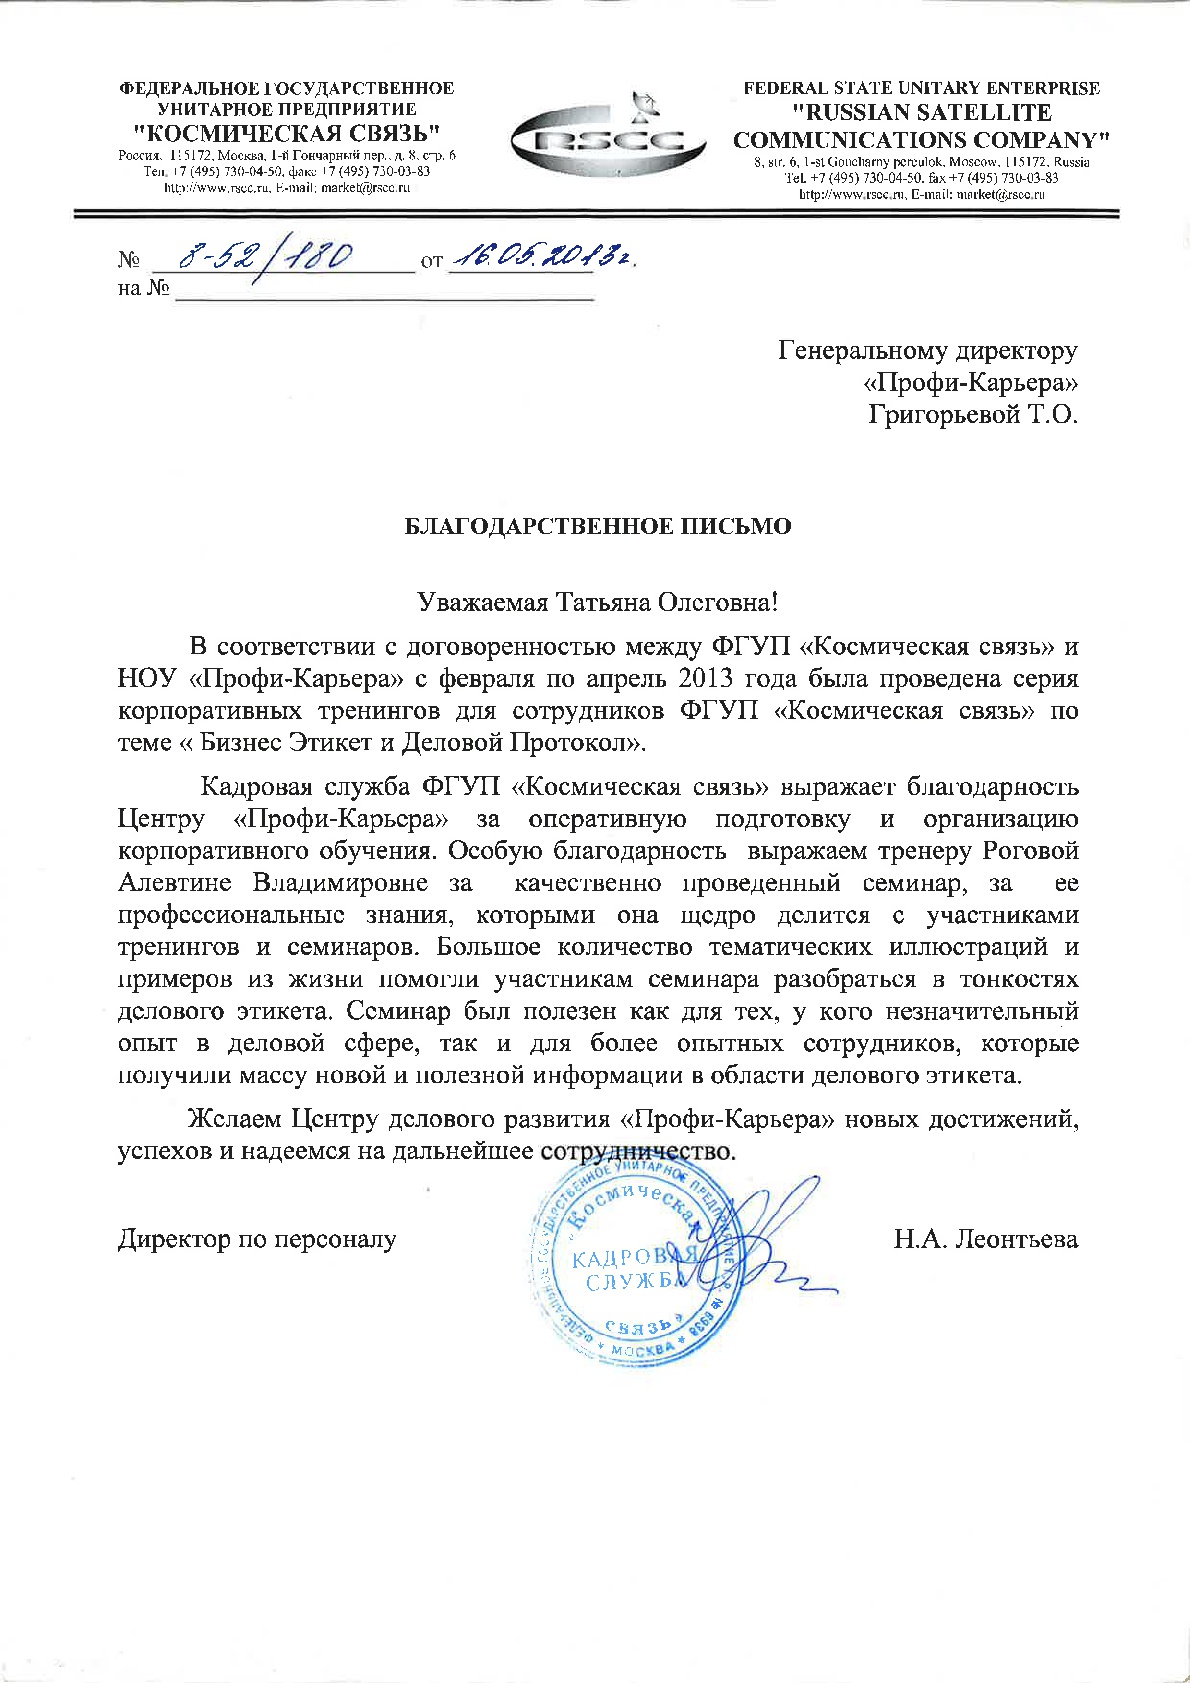 ФЕДЕРАЛЬНОЕ ГОСУДАРСТВЕННОЕ
УНИТАРНОЕ ПРЕДПРИЯТИЕ
"КОСМИЧЕСКАЯ СВЯЗЬ"
Россия, 115172, Москва, 1-й Гончарный пер., д. 8, стр. 6
Тел. +7 (495) 730-04-50, факс +7 (495) 730-03-83
http://www.rscc.ru, E-mail: market@rscc.ru
RSCC
FEDERAL STATE UNITARY ENTERPRISE
"RUSSIAN SATELLITE
COMMUNICATIONS COMPANY"
8, str. 6, 1-st Goncharny pereulok, Moscow, 115172, Russia
Tel. +7 (495) 730-04-50, fax +7 (495) 730-03-83
http://www.rscc.ru, E-mail: market@rscc.ru
№ 8-52/180 от 16.05.2013г.
на №
Генеральному директору
«Профи-Карьера»
Григорьевой Т.О.
БЛАГОДАРСТВЕННОЕ ПИСЬМО
Уважаемая Татьяна Олеговна!
В соответствии с договоренностью между ФГУП «Космическая связь» и
НОУ «Профи-Карьера» с февраля по апрель 2013 года была проведена серия
корпоративных тренингов для сотрудников ФГУП «Космическая связь» по
теме « Бизнес Этикет и Деловой Протокол».
Кадровая служба ФГУП «Космическая связь» выражает благодарность
Центру «Профи-Карьера» за оперативную подготовку и организацию
корпоративного обучения. Особую благодарность выражаем тренеру Роговой
Алевтине Владимировне за качественно проведенный семинар, за ее
профессиональные знания, которыми она щедро делится с участниками
тренингов и семинаров. Большое количество тематических иллюстраций и
примеров из жизни помогли участникам семинара разобраться в тонкостях
делового этикета. Семинар был полезен как для тех, у кого незначительный
опыт в деловой сфере, так и для более опытных сотрудников, которые
получили массу новой и полезной информации в области делового этикета.
Желаем Центру делового развития «Профи-Карьера» новых достижений,
успехов и надеемся на дальнейшее сотрудничество.
Директор по персоналу
Н.А. Леонтьева
ФЕДЕРАЛЬНОЕ ГОСУДАРСТВЕННОЕ УНИТАРНОЕ ПРЕДПРИЯТИЕ
* МОСКВА *
«Космическая
КАДРОВАЯ
СЛУЖБА
связь»